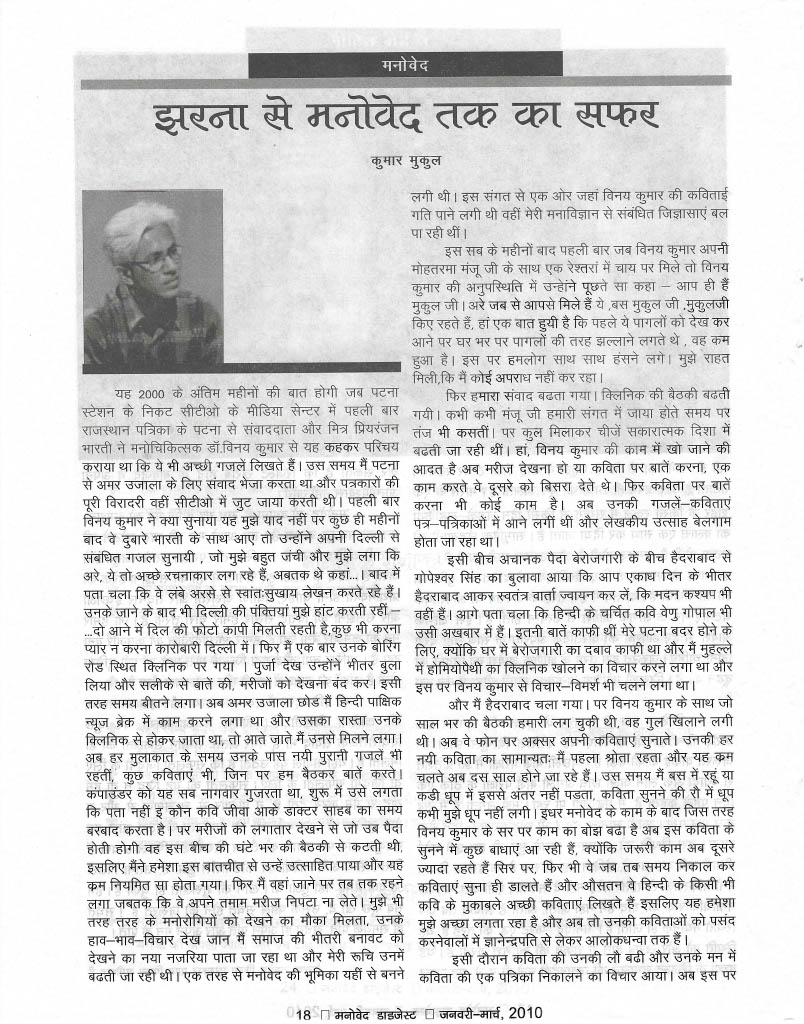 मनोवेद
झरना से मनोवेद तक का सफर
कुमार मुकुल
यह 2000 के अंतिम महीनों की बात होगी जब पटना
स्टेशन के निकट सीटीओ के मीडिया सेन्टर में पहली बार
राजस्थान पत्रिका के पटना से संवाददाता और मित्र प्रियरंजन
भारती ने मनोचिकित्सक डॉ.विनय कुमार से यह कहकर परिचय
कराया था कि ये भी अच्छी गजलें लिखते हैं। उस समय मैं पटना
से अमर उजाला के लिए संवाद भेजा करता था और पत्रकारों की
पूरी विरादरी वहीं सीटीओ में जुट जाया करती थी। पहली बार
विनय कुमार ने क्या सुनाया यह मुझे याद नहीं पर कुछ ही महीनों
बाद वे दुबारे भारती के साथ आए तो उन्होंने अपनी दिल्ली से
संबंधित गजल सुनायी , जो मुझे बहुत जंची और मुझे लगा कि
अरे, ये तो अच्छे रचनाकार लग रहे हैं, अबतक थे कहां...। बाद में
पता चला कि वे लंबे अरसे से स्वांतःसुखाय लेखन करते रहे हैं।
उनके जाने के बाद भी दिल्ली की पंक्तियां मुझे हांट करती रहीं –
...दो आने में दिल की फोटो कापी मिलती रहती है,कुछ भी करना
प्यार न करना कारोबारी दिल्ली में। फिर मैं एक बार उनके बोरिंग
रोड स्थित क्लिनिक पर गया । पुर्जा देख उन्होंने भीतर बुला
लिया और सलीके से बातें की, मरीजों को देखना बंद कर। इसी
तरह समय बीतने लगा। अब अमर उजाला छोड मैं हिन्दी पाक्षिक
न्यूज ब्रेक में काम करने लगा था और उसका रास्ता उनके
क्लिनिक से होकर जाता था, तो आते जाते मैं उनसे मिलने लगा।
अब हर मुलाकात के समय उनके पास नयी पुरानी गजलें भी
रहतीं, कुछ कविताएं भी, जिन पर हम बैठकर बातें करते।
कंपाउडर को यह सब नागवार गुजरता था, शुरू में उसे लगता
कि पता नहीं इ कौन कवि जीवा आके डाक्टर साहब का समय
बरबाद करता है। पर मरीजों को लगातार देखने से जो उब पैदा
होती होगी वह इस बीच की घंटे भर की बैठकी से कटती थी,
इसलिए मैंने हमेशा इस बातचीत से उन्हें उत्साहित पाया और यह
क्रम नियमित सा होता गया। फिर मैं वहां जाने पर तब तक रहने
लगा जबतक कि वे अपने तमाम मरीज निपटा ना लेते। मुझे भी
तरह तरह के मनोरोगियों को देखने का मौका मिलता, उनके
हाव–भाव–विचार देख जान मैं समाज की भीतरी बनावट को
देखने का नया नजरिया पाता जा रहा था और मेरी रूचि उनमें
बढती जा रही थी। एक तरह से मनोवेद की भूमिका यहीं से बनने
लगी थी। इस संगत से एक ओर जहां विनय कुमार की कविताई
गति पाने लगी थी वहीं मेरी मनाविज्ञान से संबंधित जिज्ञासाएं बल
पा रही थीं।
इस सब के महीनों बाद पहली बार जब विनय कुमार अपनी
मोहतरमा मंजू जी के साथ एक रेश्तरां में चाय पर मिले तो विनय
कुमार की अनुपस्थिति में उन्होंने पूछते सा कहा – आप ही हैं
मुकुल जी। अरे जब से आपसे मिले हैं ये ,बस मुकुल जी ,मुकुलजी
किए रहते हैं, हां एक बात हुयी है कि पहले ये पागलों को देख कर
आने पर घर भर पर पागलों की तरह झल्लाने लगते थे , वह कम
हुआ है। इस पर हमलोग साथ साथ हंसने लगे। मुझे राहत
मिली,कि मैं कोई अपराध नहीं कर रहा।
फिर हमारा संवाद बढता गया। क्लिनिक की बैठकी बढती
गयी। कभी कभी मंजू जी हमारी संगत में जाया होते समय पर
तंज भी कसतीं। पर कुल मिलाकर चीजें सकारात्मक दिशा में
बढती जा रही थीं। हां, विनय कुमार की काम में खो जाने की
आदत है अब मरीज देखना हो या कविता पर बातें करना, एक
काम करते वे दूसरे को बिसरा देते थे। फिर कविता पर बातें
करना भी कोई काम है। अब उनकी गजलें–कविताएं
पत्र–पत्रिकाओं में आने लगीं थीं और लेखकीय उत्साह बेलगाम
होता जा रहा था।
इसी बीच अचानक पैदा बेरोजगारी के बीच हैदराबाद से
गोपेश्वर सिंह का बुलावा आया कि आप एकाध दिन के भीतर
हैदराबाद आकर स्वतंत्र वार्ता ज्वायन कर लें, कि मदन कश्यप भी
वहीं हैं। आगे पता चला कि हिन्दी के चर्चित कवि वेणु गोपाल भी
उसी अखबार में हैं। इतनी बातें काफी थीं मेरे पटना बदर होने के
लिए, क्योंकि घर में बेरोजगारी का दबाव काफी था और मैं मुहल्ले
में होमियोपैथी का क्लिनिक खोलने का विचार करने लगा था और
इस पर विनय कुमार से विचार–विमर्श भी चलने लगा था।
और मैं हैदराबाद चला गया। पर विनय कुमार के साथ जो
साल भर की बैठकी हमारी लग चुकी थी, वह गुल खिलाने लगी
थी। अब वे फोन पर अक्सर अपनी कविताएं सुनाते। उनकी हर
नयी कविता का सामान्यतः मैं पहला श्रोता रहता और यह क्रम
चलते अब दस साल होने जा रहे हैं। उस समय मैं बस में रहूं या
कडी धूप में इससे अंतर नहीं पडता, कविता सुनने की रौ में धूप
कभी मुझे धूप नहीं लगी। इधर मनोवेद के काम के बाद जिस तरह
विनय कुमार के सर पर काम का बोझ बढा है अब इस कविता के
सुनने में कुछ बाधाएं आ रही हैं, क्योंकि जरूरी काम अब दूसरे
ज्यादा रहते हैं सिर पर, फिर भी वे जब तब समय निकाल कर
कविताएं सुना ही डालते हैं और औसतन वे हिन्दी के किसी भी
कवि के मुकाबले अच्छी कविताएं लिखते हैं इसलिए यह हमेशा
मुझे अच्छा लगता रहा है और अब तो उनकी कविताओं को पसंद
करनेवालों में ज्ञानेन्द्रपति से लेकर आलोकधन्वा तक हैं।
इसी दौरान कविता की उनकी लौ बढी और उनके मन में
कविता की एक पत्रिका निकालने का विचार आया। अब इस पर
18 □ मनोवेद डाइजेस्ट □ जनवरी–मार्च, 2010